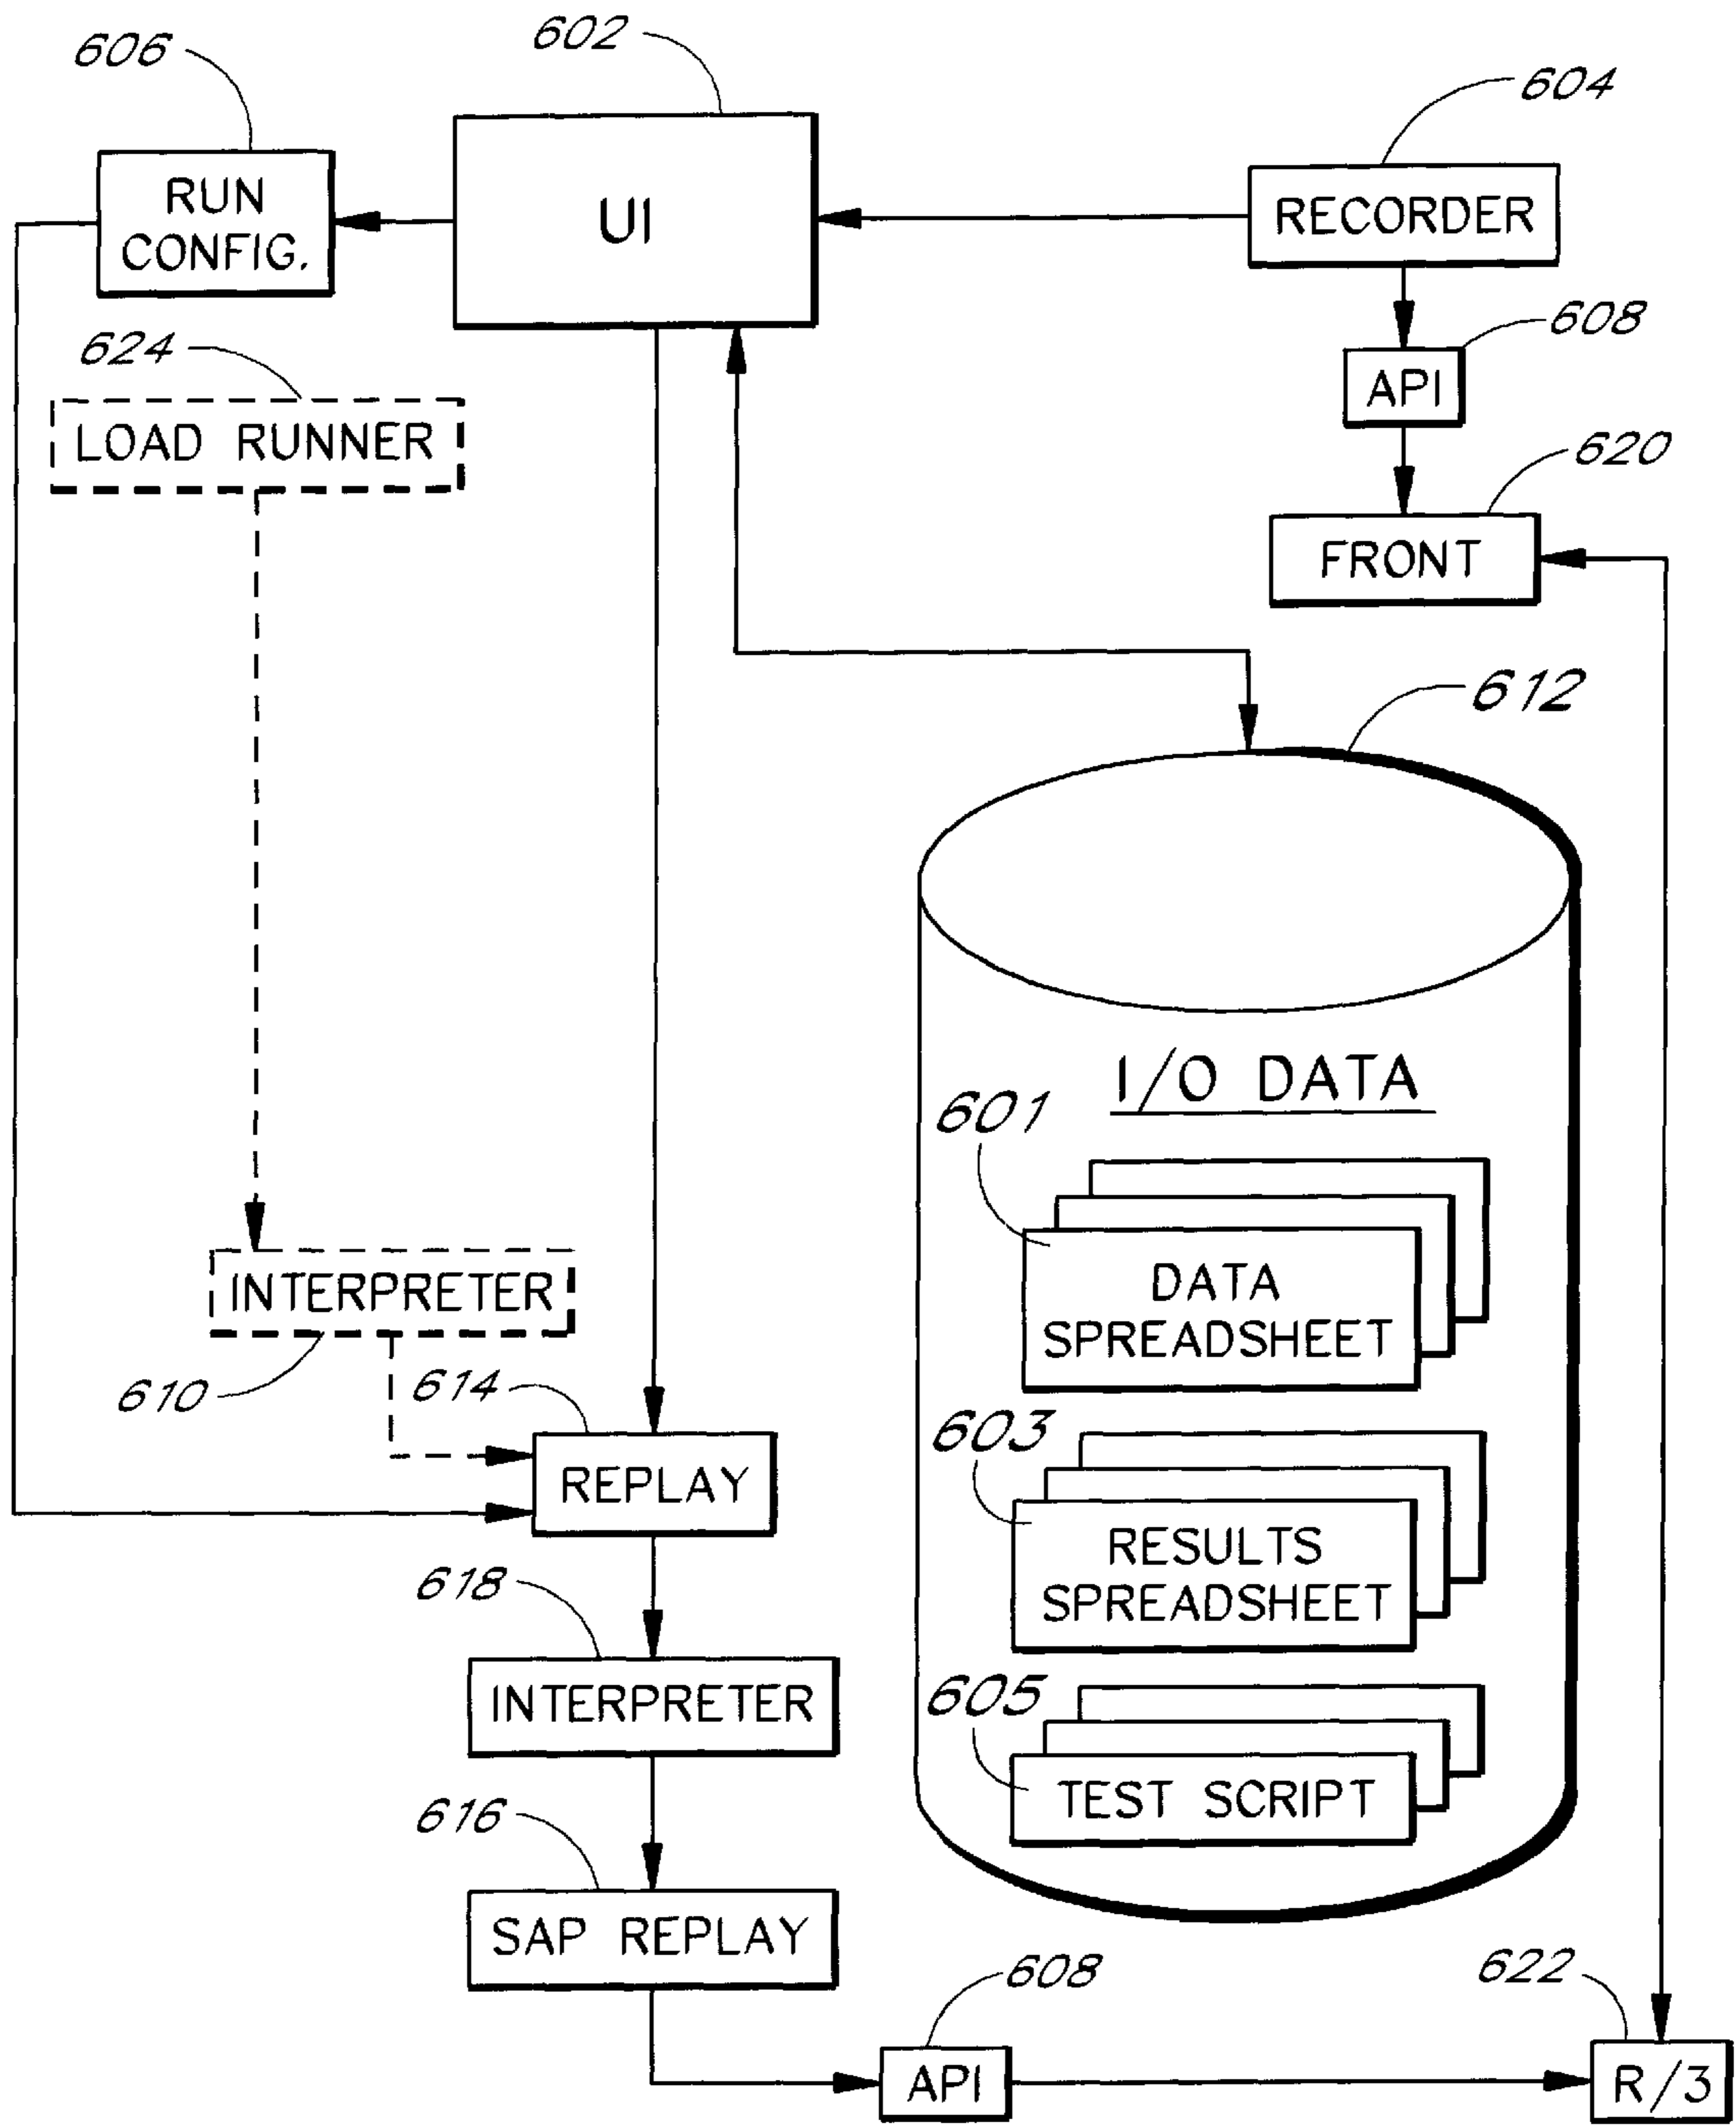 602
606
604
RUN
CONFIG.
UI
RECORDER
608
624
API
LOAD RUNNER
620
FRONT
612
I/O DATA
601
DATA
SPREADSHEET
INTERPRETER
610
614
603
REPLAY
RESULTS
SPREADSHEET
618
INTERPRETER
605
TEST SCRIPT
616
SAP REPLAY
608
622
API
R/3